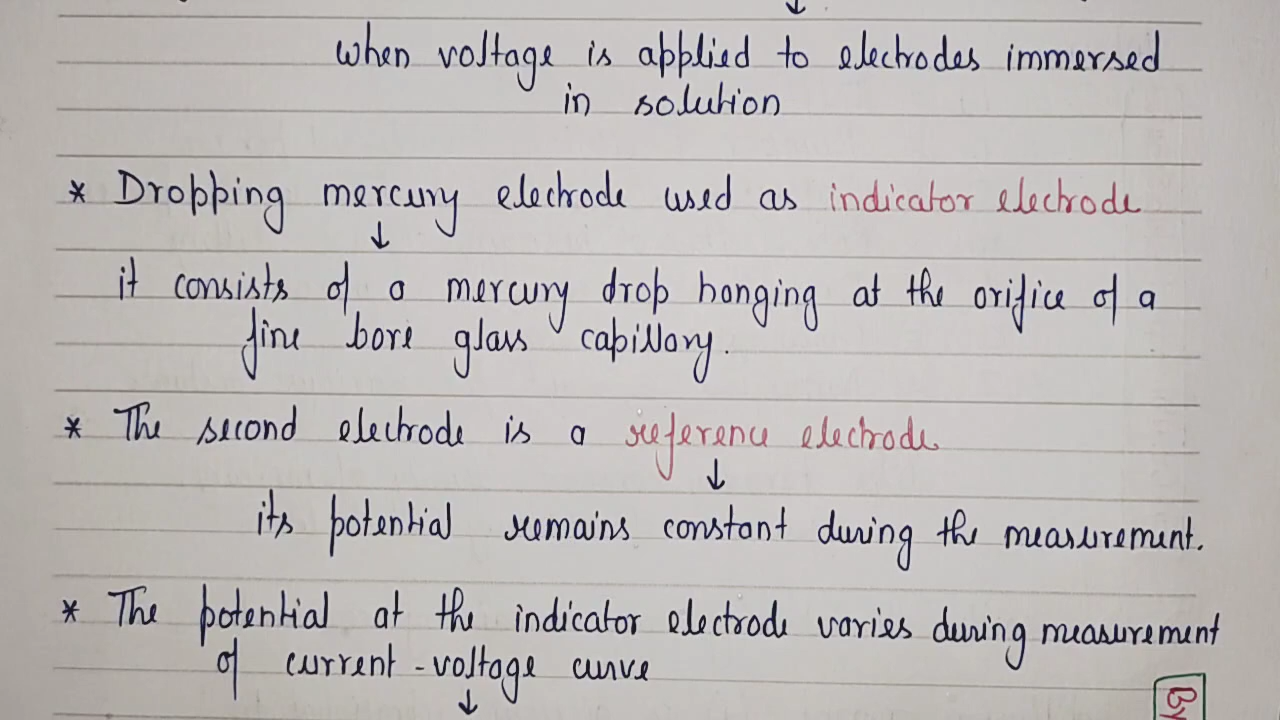 ↓
when voltage is applied to electrodes immersed
in solution
* Dropping mercury electrode used as indicator electrode
↓
it consists of a mercury drop hanging at the orifice of a
fine bore glass capillary.
* The second electrode is a reference electrode
↓
its potential remains constant during the measurement.
* The potential at the indicator electrode varies during measurement
of current-voltage curve
↓
By